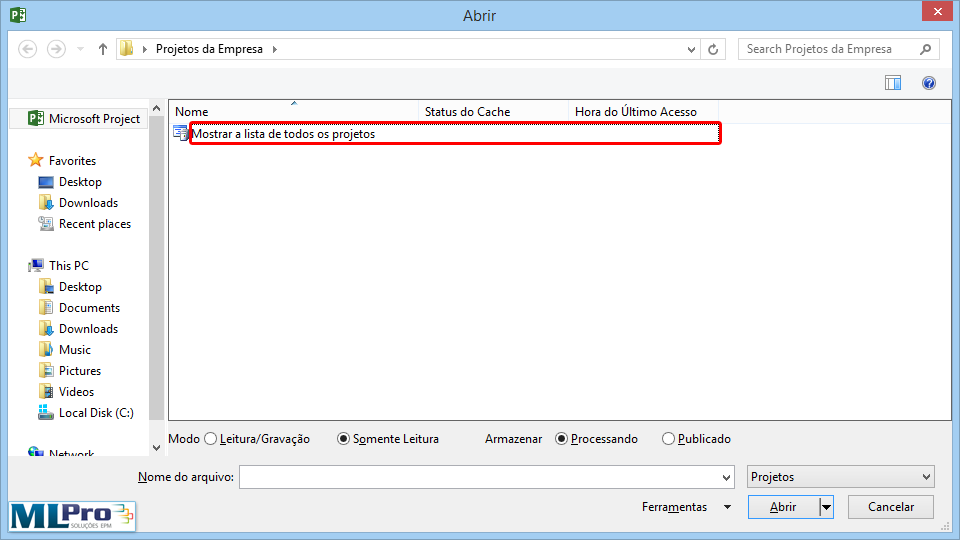 Abrir
Projetos da Empresa
Search Projetos da Empresa
Microsoft Project
Favorites
Desktop
Downloads
Recent places
This PC
Desktop
Documents
Downloads
Music
Pictures
Videos
Local Disk (C:)
Network
Nome Status do Cache Hora do Último Acesso
Mostrar a lista de todos os projetos
Modo Leitura/Gravação Somente Leitura Armazenar Processando Publicado
Nome do arquivo: Projetos
Ferramentas Abrir Cancelar
MLPro
SOLUÇÕES EPM